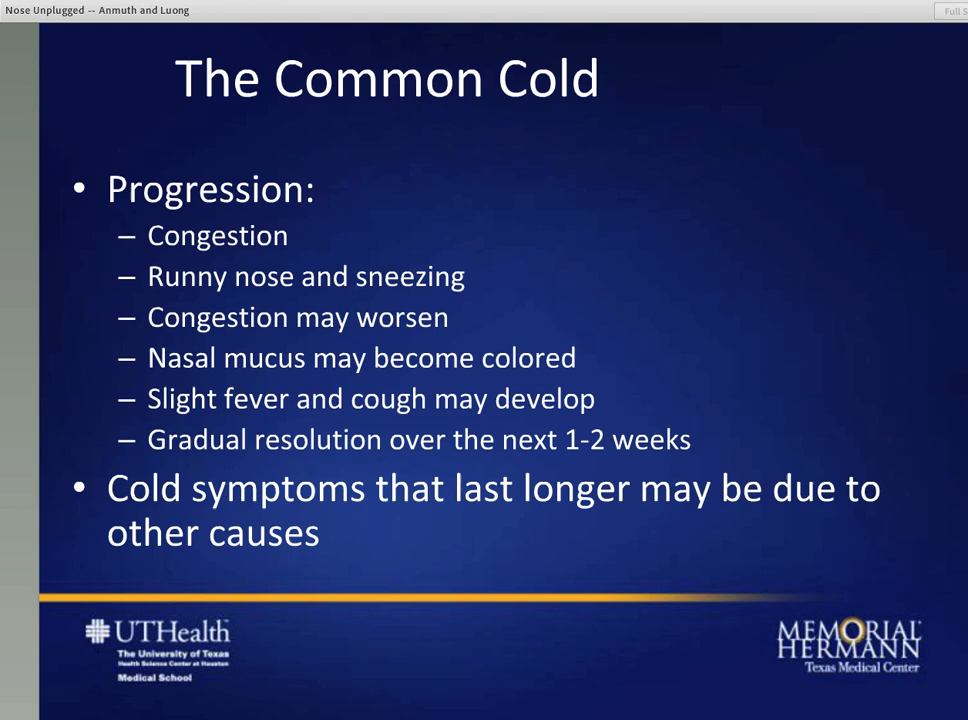 Nose Unplugged -- Anmuth and Luong
Full S
The Common Cold
• Progression:
– Congestion
– Runny nose and sneezing
– Congestion may worsen
– Nasal mucus may become colored
– Slight fever and cough may develop
– Gradual resolution over the next 1-2 weeks
• Cold symptoms that last longer may be due to
other causes
UTHealth
The University of Texas
Health Science Center at Houston
Medical School
MEMORIAL
HERMANN
Texas Medical Center